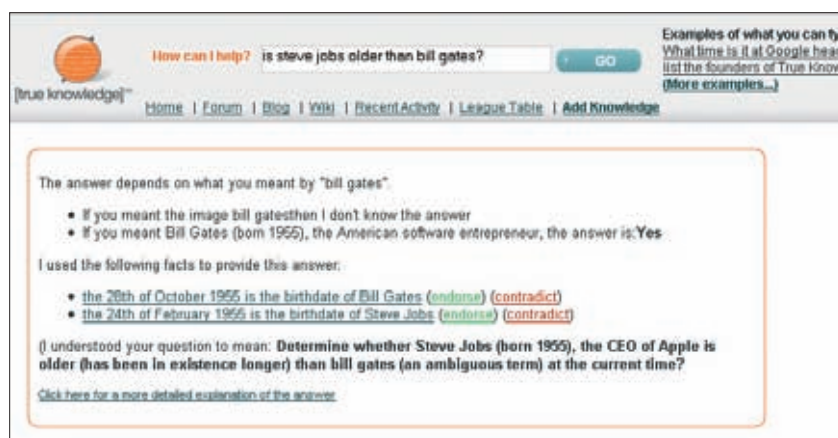 Examples of what you can ty
How can I help? is steve jobs older than bill gates? GO
What time is it at Google head
list the founders of True Know
(More examples...)
[true knowledge]™
Home | Forum | Blog | Wiki | Recent Activity | League Table | Add Knowledge
The answer depends on what you meant by "bill gates".
• If you meant the image bill gatesthen I don't know the answer
• If you meant Bill Gates (born 1955), the American software entrepreneur, the answer is:Yes
I used the following facts to provide this answer:
• the 28th of October 1955 is the birthdate of Bill Gates (endorse) (contradict)
• the 24th of February 1955 is the birthdate of Steve Jobs (endorse) (contradict)
(I understood your question to mean: Determine whether Steve Jobs (born 1955), the CEO of Apple is
older (has been in existence longer) than bill gates (an ambiguous term) at the current time?
Click here for a more detailed explanation of the answer